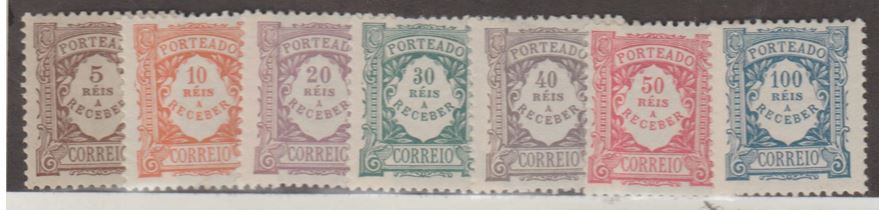 PORTEADO
5
RÉIS
A
RECEBER
CORREIO
PORTEADO
10
RÉIS
A
RECEBER
CORREIO
PORTEADO
20
RÉIS
A
RECEBER
CORREIO
PORTEADO
30
RÉIS
A
RECEBER
CORREIO
PORTEADO
40
RÉIS
A
RECEBER
CORREIO
PORTEADO
50
RÉIS
A
RECEBER
CORREIO
PORTEADO
100
RÉIS
A
RECEBER
CORREIO